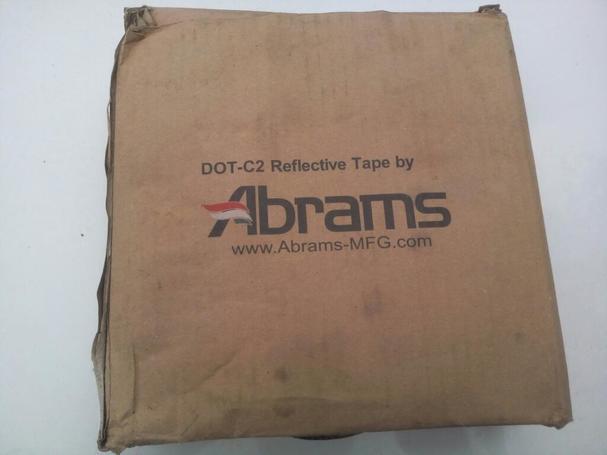 DOT-C2 Reflective Tape by
Abrams
www.Abrams-MFG.com